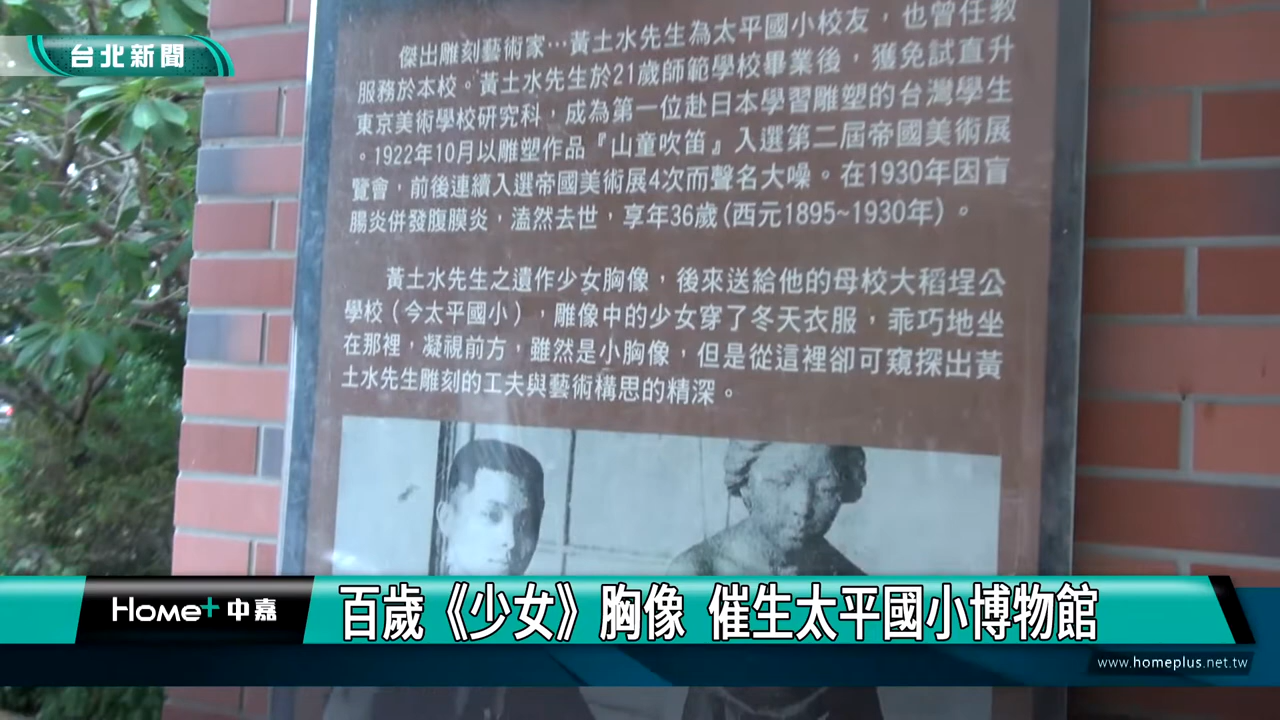 台北新聞
傑出雕刻藝術家…黃土水先生為太平國小校友，也曾任教
服務於本校。黃土水先生於21歲師範學校畢業後，獲免試直升
東京美術學校研究科，成為第一位赴日本學習雕塑的台灣學生
。1922年10月以雕塑作品『山童吹笛』入選第二屆帝國美術展
覽會，前後連續入選帝國美術展4次而聲名大噪。在1930年因盲
腸炎併發腹膜炎，溘然去世，享年36歲(西元1895~1930年)。
黃土水先生之遺作少女胸像，後來送給他的母校大稻埕公
學校(今太平國小)，雕像中的少女穿了冬天衣服，乖巧地坐
在那裡，凝視前方，雖然是小胸像，但是從這裡卻可窺探出黃
土水先生雕刻的工夫與藝術構思的精深。
Home+中嘉
百歲《少女》胸像 催生太平國小博物館
www.homeplus.net.tw